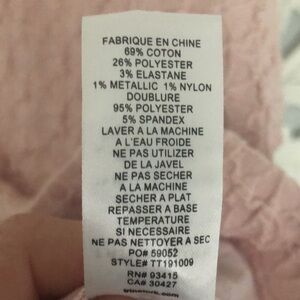 FABRIQUE EN CHINE
69% COTON
26% POLYESTER
3% ELASTANE
1% METALLIC 1% NYLON
DOUBLURE
95% POLYESTER
5% SPANDEX
LAVER A LA MACHINE
A L'EAU FROIDE
NE PAS UTILIZER
DE LA JAVEL
NE PAS SECHER
A LA MACHINE
SECHER A PLAT
REPASSER A BASE
TEMPERATURE
SI NECESSAIRE
NE PAS NETTOYER A SEC
PO# 59052
STYLE# TT191009
RN# 93415
CA# 30427